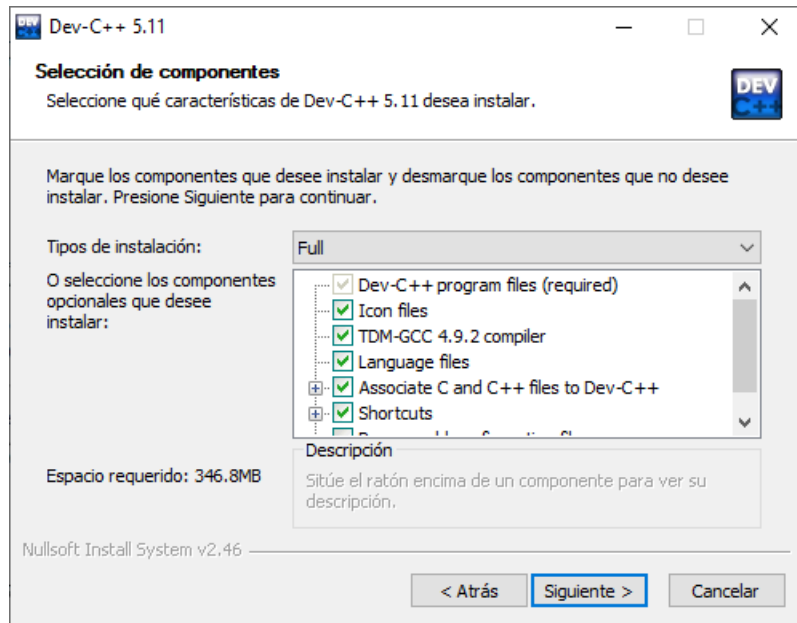 Dev-C++ 5.11
Selección de componentes
Seleccione qué características de Dev-C++ 5.11 desea instalar.
DEV
C++
Marque los componentes que desee instalar y desmarque los componentes que no desee
instalar. Presione Siguiente para continuar.
Tipos de instalación:
Full
O seleccione los componentes
opcionales que desee
instalar:
Dev-C++ program files (required)
Icon files
TDM-GCC 4.9.2 compiler
Language files
Associate C and C++ files to Dev-C++
Shortcuts
Espacio requerido: 346.8MB
Descripción
Sitúe el ratón encima de un componente para ver su
descripción.
Nullsoft Install System v2.46
< Atrás
Siguiente >
Cancelar